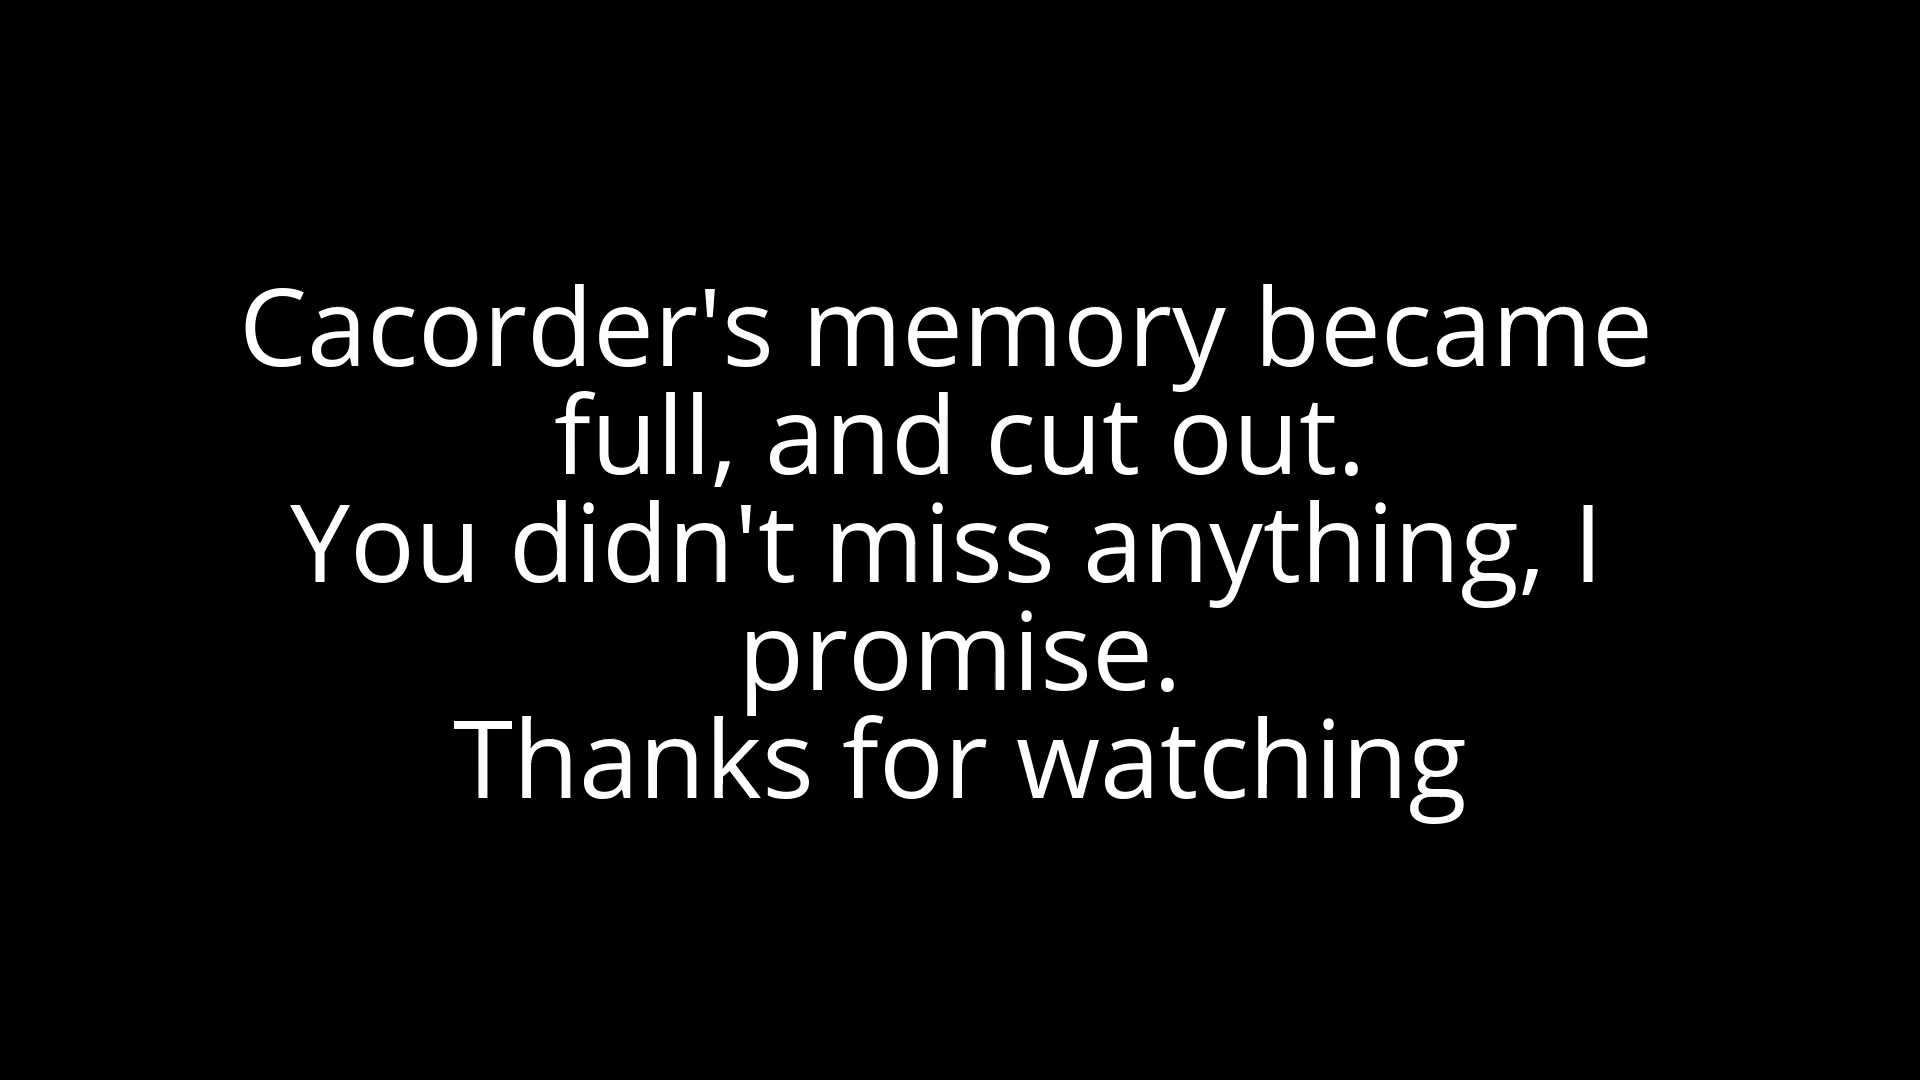 Cacorder's memory became
full, and cut out.
You didn't miss anything, I
promise.
Thanks for watching